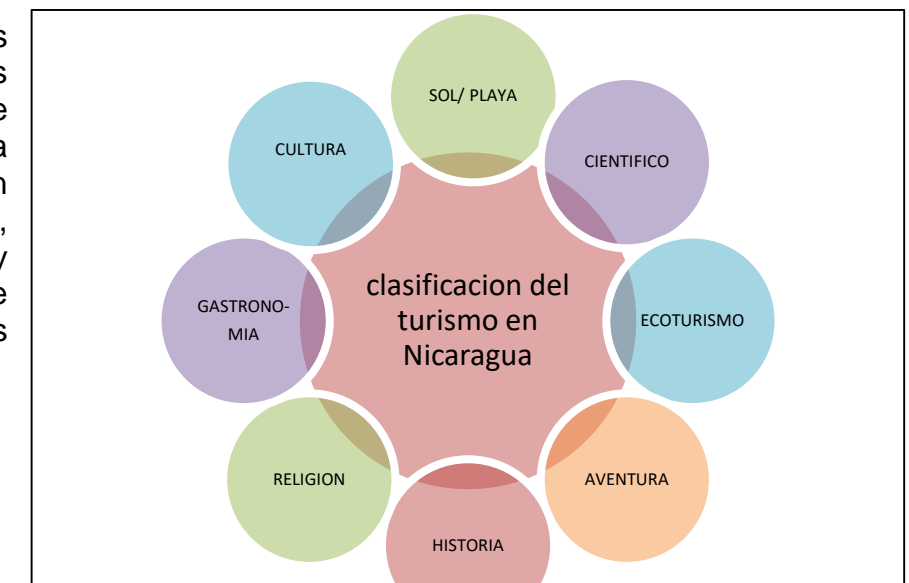 s
s
e
a
n
,
y
e
s
SOL/ PLAYA
CIENTIFICO
ECOTURISMO
AVENTURA
HISTORIA
RELIGION
GASTRONO-
MIA
CULTURA
clasificacion del
turismo en
Nicaragua